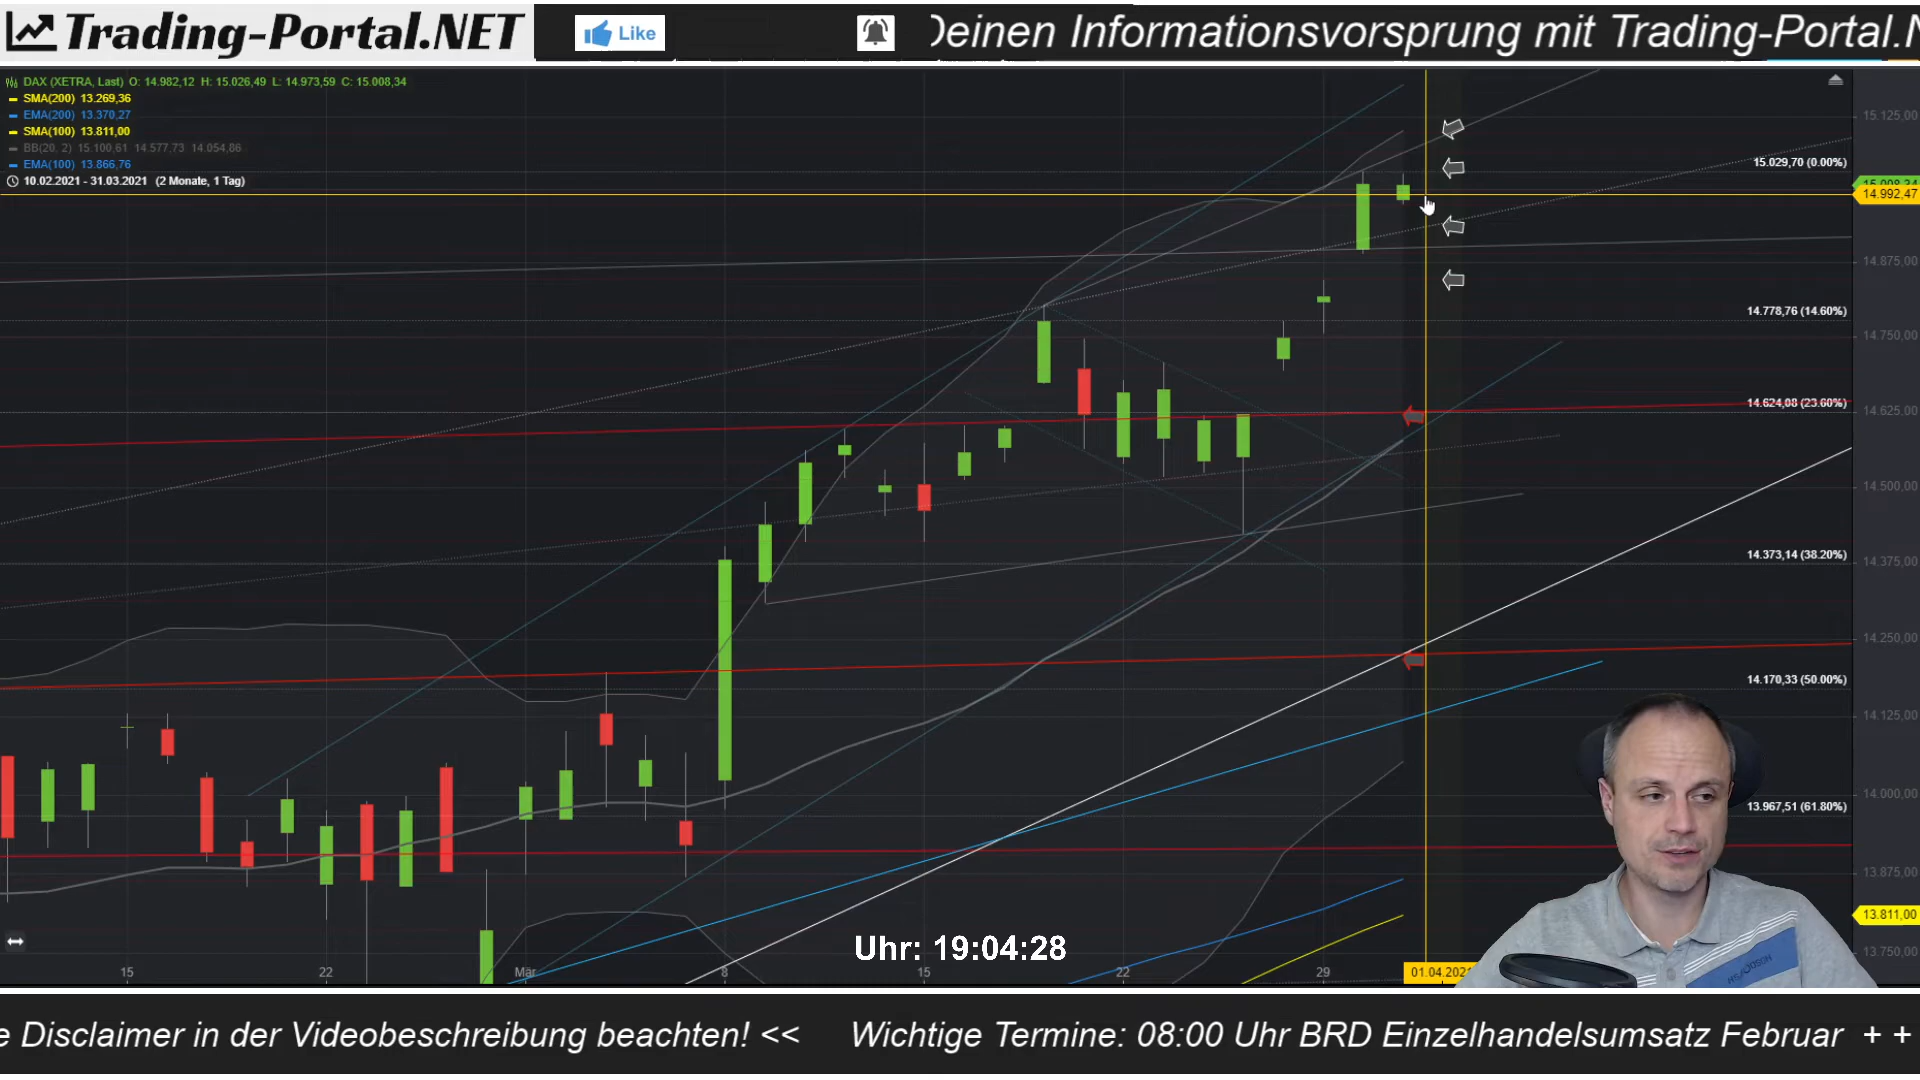 Trading-Portal.NET
Like
Deinen Informationsvorsprung mit Trading-Portal.N
DAX (XETRA, Last) O: 14.982,12 H: 15.026,49 L: 14.973,59 C: 15.008,34
SMA(200) 13.269,36
EMA(200) 13.370,27
SMA(100) 13.811,00
BB(20, 2) 15.100,61 14.577,73 14.054,86
EMA(100) 13.866,76
10.02.2021 - 31.03.2021 (2 Monate, 1 Tag)
15.125,00
15.029,70 (0.00%)
15.008,34
14.992,47
14.875,00
14.778,76 (14.60%)
14.750,00
14.624,08 (23.60%)
14.625,00
14.500,00
14.373,14 (38.20%)
14.375,00
14.250,00
14.170,33 (50.00%)
14.125,00
14.000,00
13.967,51 (61.80%)
13.875,00
13.811,00
13.750,00
Uhr: 19:04:28
15
22
Mär
8
15
22
29
01.04.2021
e Disclaimer in der Videobeschreibung beachten! << Wichtige Termine: 08:00 Uhr BRD Einzelhandelsumsatz Februar + +